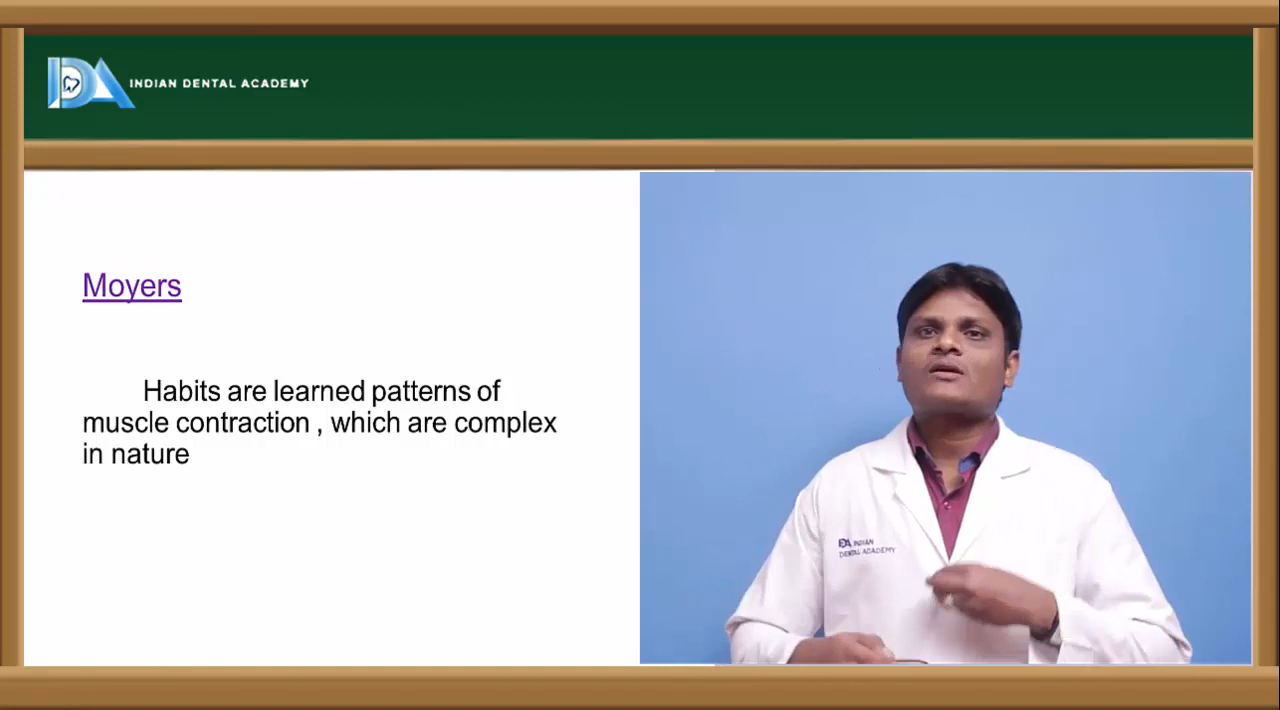 INDIAN DENTAL ACADEMY
Moyers
Habits are learned patterns of
muscle contraction , which are complex
in nature
IDA INDIAN
DENTAL ACADEMY